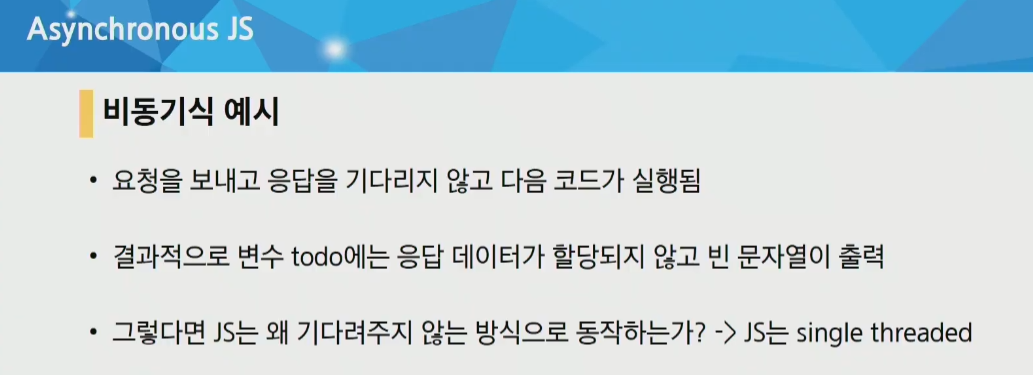 Asynchronous JS
비동기식 예시
• 요청을 보내고 응답을 기다리지 않고 다음 코드가 실행됨
• 결과적으로 변수 todo에는 응답 데이터가 할당되지 않고 빈 문자열이 출력
• 그렇다면 JS는 왜 기다려주지 않는 방식으로 동작하는가? -> JS는 single threaded